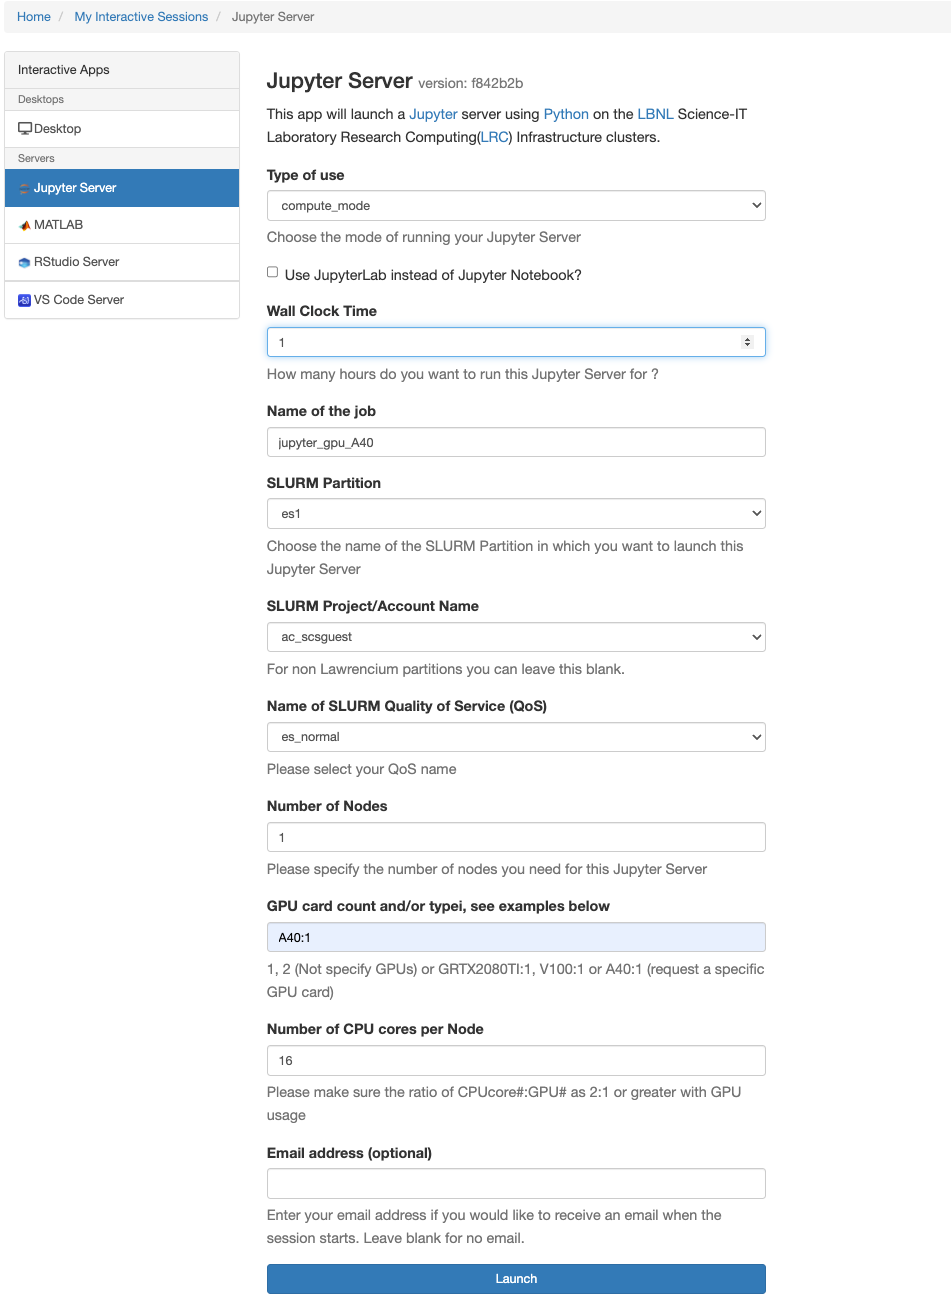 Home / My Interactive Sessions / Jupyter Server
Interactive Apps
Desktops
Desktop
Servers
Jupyter Server
MATLAB
RStudio Server
VS Code Server
Jupyter Server version: f842b2b
This app will launch a Jupyter server using Python on the LBNL Science-IT
Laboratory Research Computing(LRC) Infrastructure clusters.
Type of use
compute_mode
Choose the mode of running your Jupyter Server
Use JupyterLab instead of Jupyter Notebook?
Wall Clock Time
1
How many hours do you want to run this Jupyter Server for ?
Name of the job
jupyter_gpu_A40
SLURM Partition
es1
Choose the name of the SLURM Partition in which you want to launch this
Jupyter Server
SLURM Project/Account Name
ac_scsguest
For non Lawrencium partitions you can leave this blank.
Name of SLURM Quality of Service (QoS)
es_normal
Please select your QoS name
Number of Nodes
1
Please specify the number of nodes you need for this Jupyter Server
GPU card count and/or typei, see examples below
A40:1
1, 2 (Not specify GPUs) or GRTX2080TI:1, V100:1 or A40:1 (request a specific
GPU card)
Number of CPU cores per Node
16
Please make sure the ratio of CPUcore#:GPU# as 2:1 or greater with GPU
usage
Email address (optional)
Enter your email address if you would like to receive an email when the
session starts. Leave blank for no email.
Launch